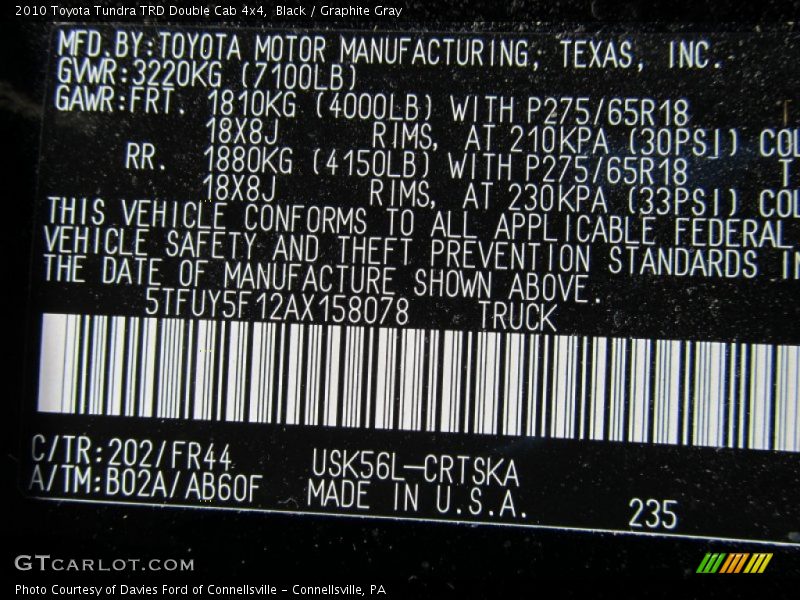 2010 Toyota Tundra TRD Double Cab 4x4, Black / Graphite Gray
MFD.BY:TOYOTA MOTOR MANUFACTURING, TEXAS, INC.
GVWR:3220KG (7100LB)
GAWR:FRT. 1810KG (4000LB) WITH P275/65R18 T
18X8J RIMS, AT 210KPA (30PSI) COL
RR. 1880KG (4150LB) WITH P275/65R18 T
18X8J RIMS, AT 230KPA (33PSI) COL
THIS VEHICLE CONFORMS TO ALL APPLICABLE FEDERAL
VEHICLE SAFETY AND THEFT PREVENTION STANDARDS IN
THE DATE OF MANUFACTURE SHOWN ABOVE.
5TFUY5F12AX158078 TRUCK
C/TR:202/FR44 USK56L-CRTSKA
A/TM:B02A/AB60F MADE IN U.S.A. 235
GTCARLOT.COM
Photo Courtesy of Davies Ford of Connellsville - Connellsville, PA